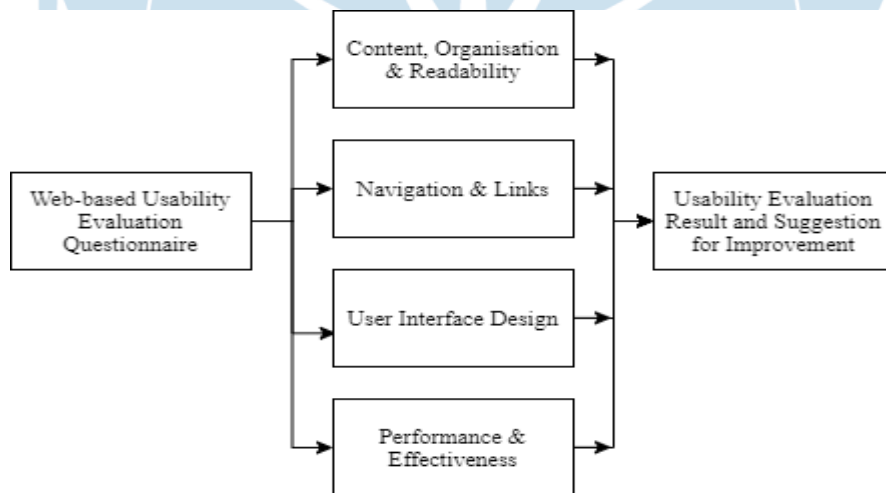 Content, Organisation
& Readability
Web-based Usability
Evaluation
Questionnaire
Navigation & Links
User Interface Design
Performance &
Effectiveness
Usability Evaluation
Result and Suggestion
for Improvement